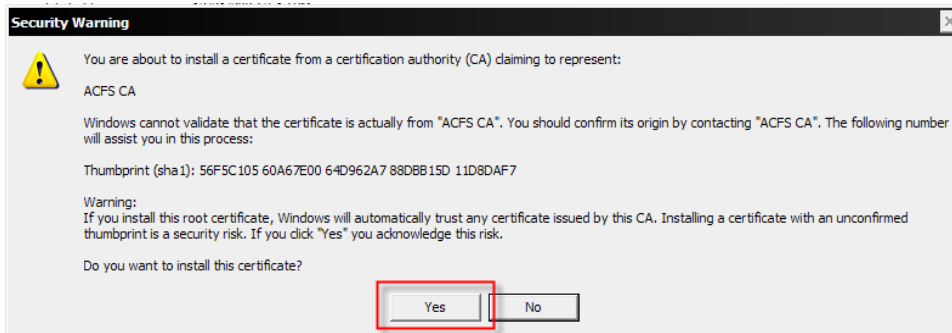 Security Warning
You are about to install a certificate from a certification authority (CA) claiming to represent:
ACFS CA
Windows cannot validate that the certificate is actually from "ACFS CA". You should confirm its origin by contacting "ACFS CA". The following number
will assist you in this process:
Thumbprint (sha1): 56F5C105 60A67E00 64D962A7 88DBB15D 11D8DAF7
Warning:
If you install this root certificate, Windows will automatically trust any certificate issued by this CA. Installing a certificate with an unconfirmed
thumbprint is a security risk. If you click "Yes" you acknowledge this risk.
Do you want to install this certificate?
Yes No